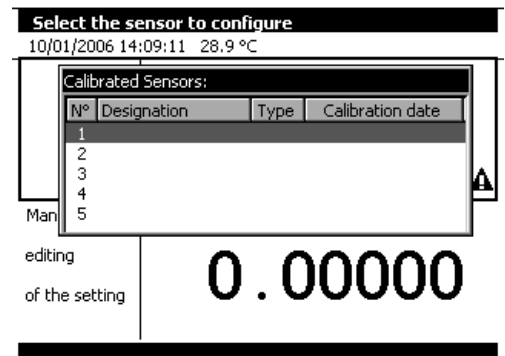 Select the sensor to configure
10/01/2006 14:09:11 28.9 °C
Calibrated Sensors:
N° Designation Type Calibration date
1
2
3
4
5
Man
editing
of the setting
0.00000